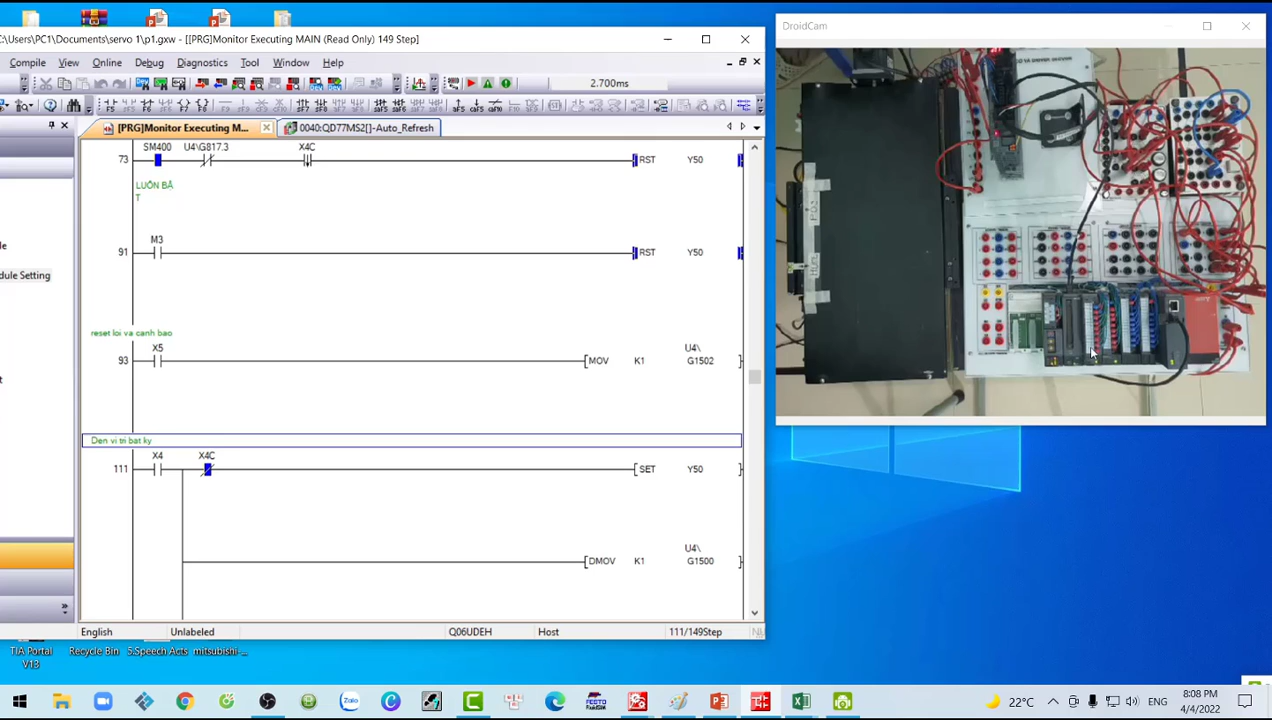 C:\Users\PC1\Documents\servo 1\p1.gxw - [[PRG]Monitor Executing MAIN (Read Only) 149 Step]
Compile View Online Debug Diagnostics Tool Window Help
2.700ms
[PRG]Monitor Executing M...
0040:QD77MS2[]-Auto_Refresh
SM400 U4\G817.3 X4C
73 RST Y50
LUÔN BẬ
T
M3
91 RST Y50
reset loi va canh bao
X5 U4\
93 MOV K1 G1502
Den vi tri bat ky
X4 X4C
111 SET Y50
U4\
DMOV K1 G1500
dule Setting
English Unlabeled Q06UDEH Host 111/149Step
DroidCam
TIA Portal
V13
Recycle Bin
5.Speech Acts
mitsubishi-...
22°C
ENG
8:08 PM
4/4/2022